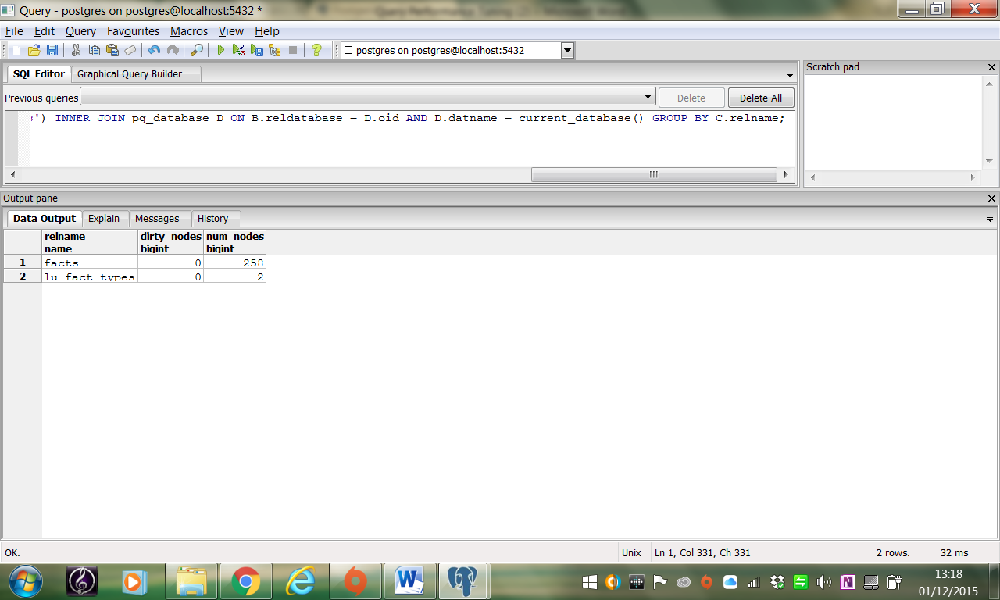 Query - postgres on postgres@localhost:5432 *
File Edit Query Favourites Macros View Help
postgres on postgres@localhost:5432
SQL Editor Graphical Query Builder
Scratch pad
Previous queries Delete Delete All
') INNER JOIN pg_database D ON B.reldatabase = D.oid AND D.datname = current_database() GROUP BY C.relname;
Output pane
Data Output Explain Messages History
relname dirty_nodes num_nodes
name bigint bigint
1 facts 0 258
2 lu_fact_types 0 2
OK. Unix Ln 1, Col 331, Ch 331 2 rows. 32 ms
13:18
01/12/2015